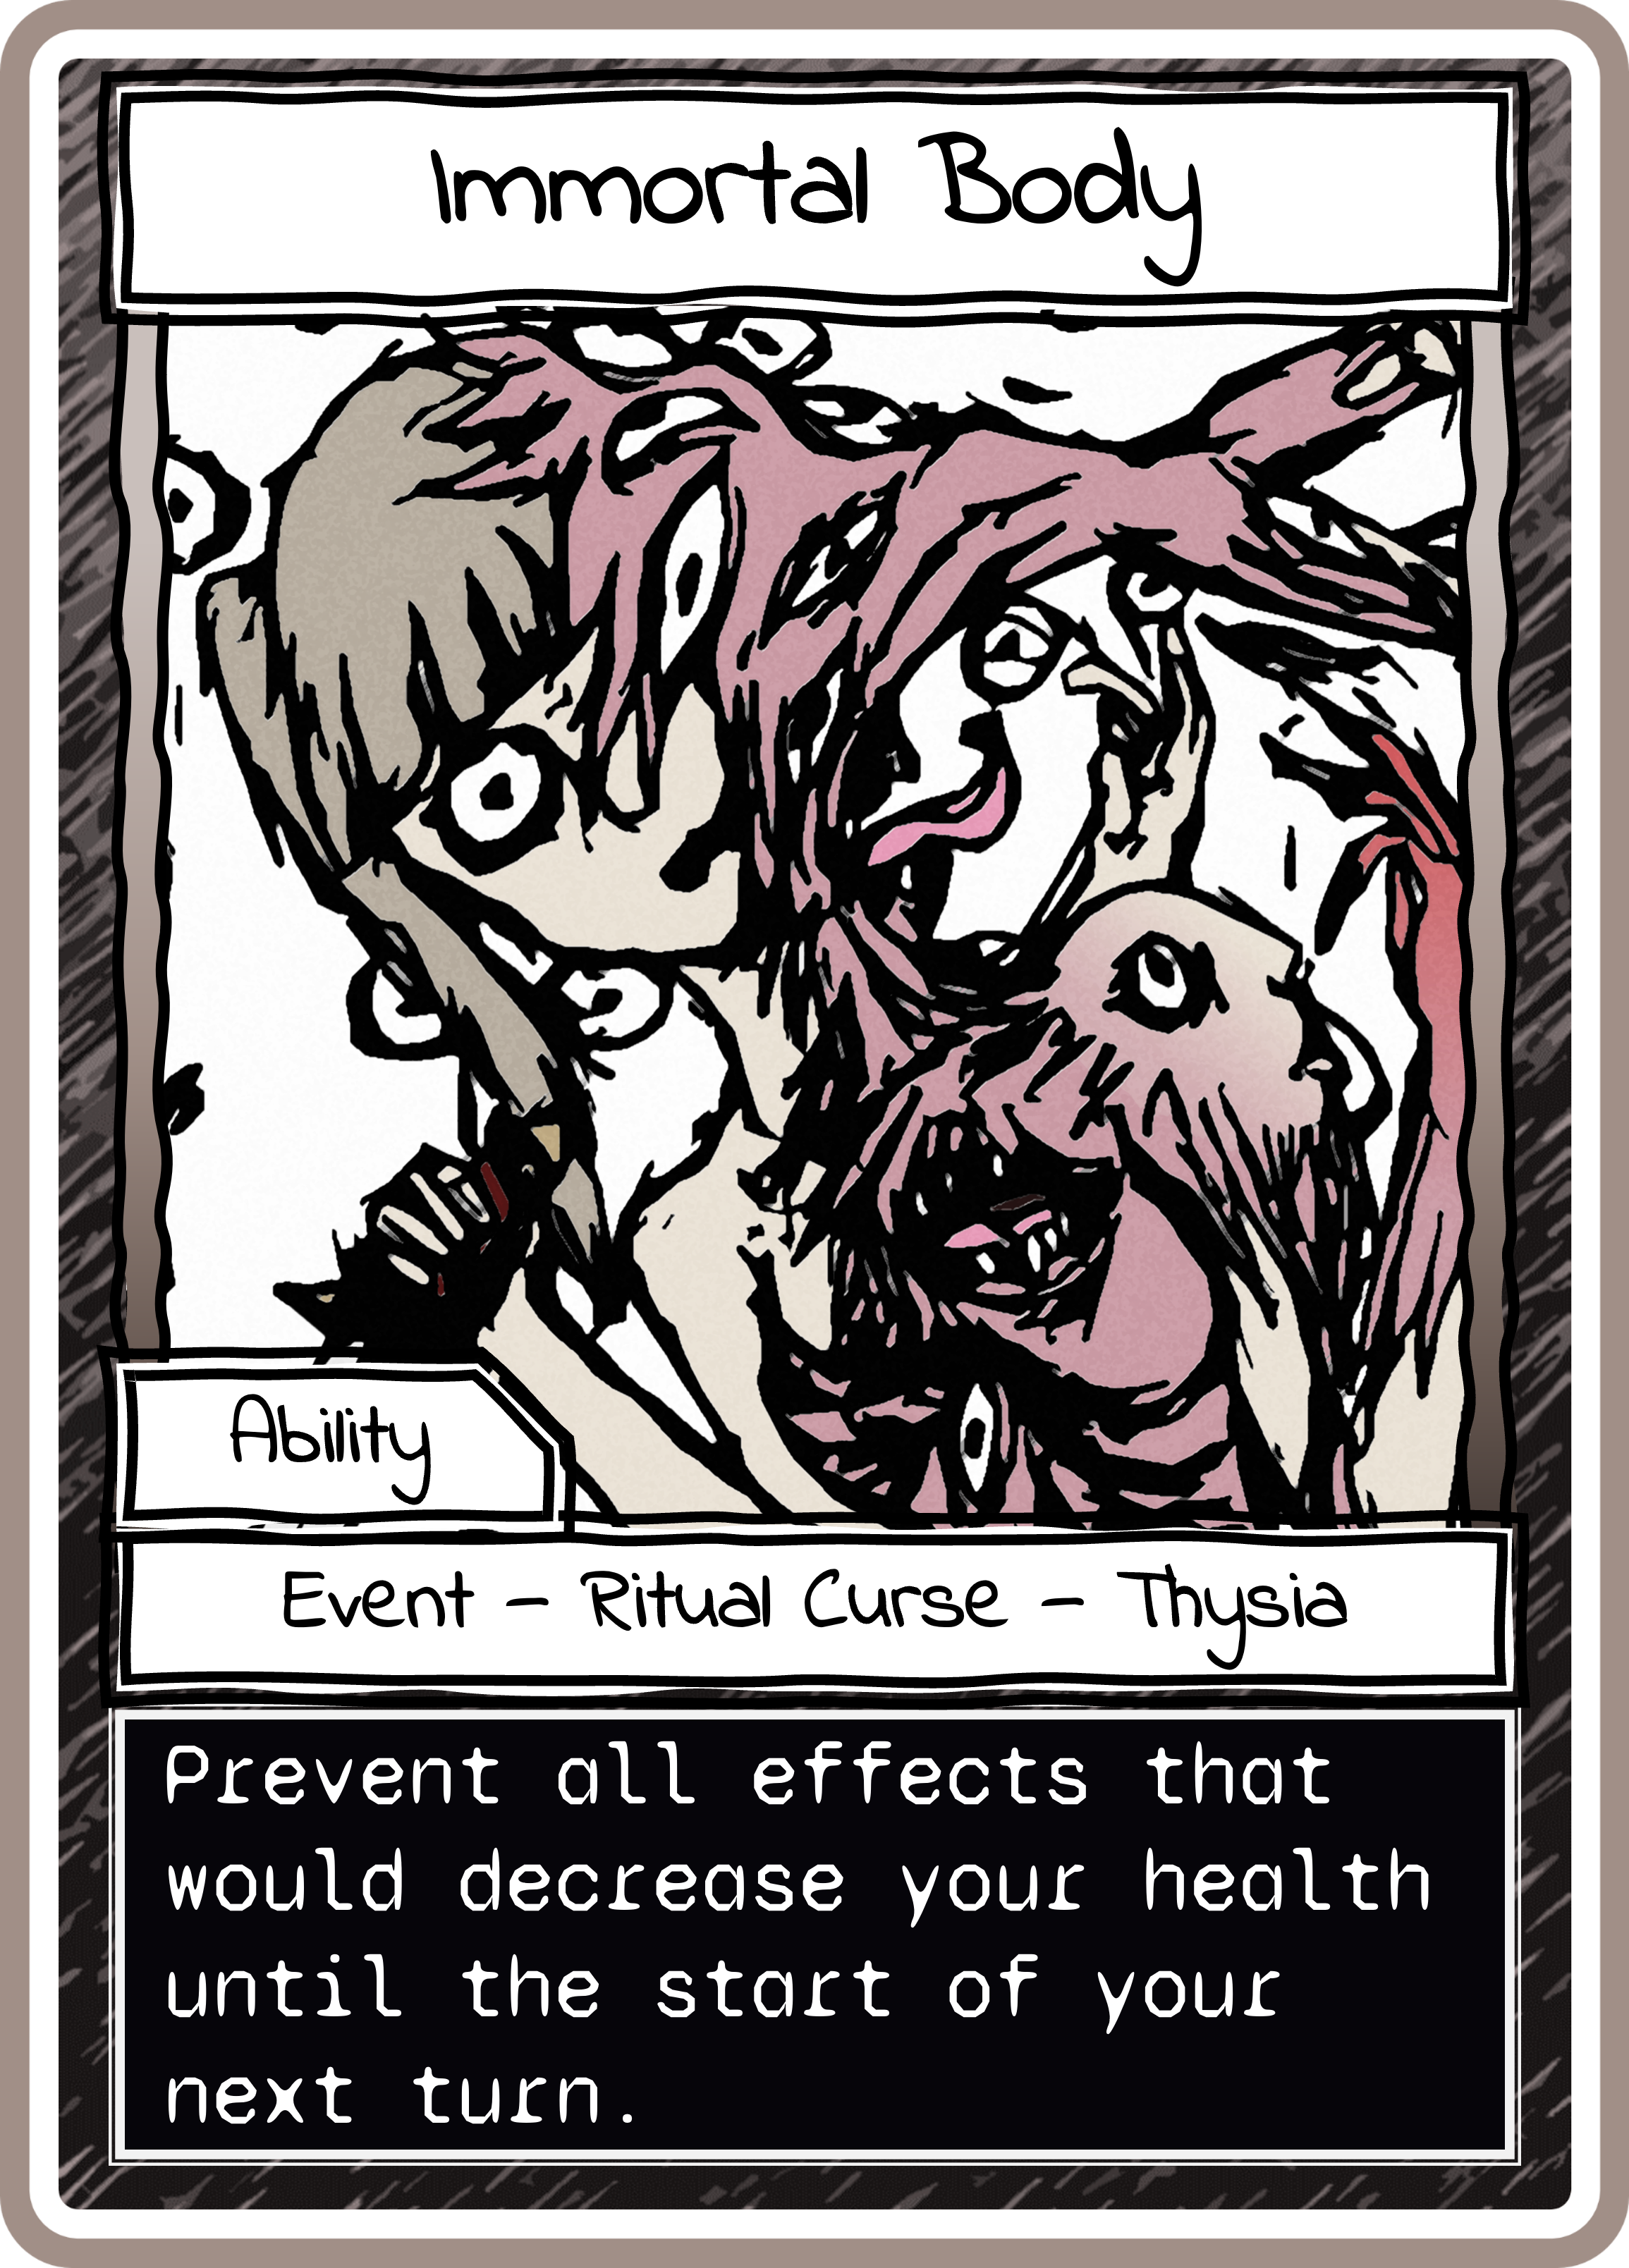 Immortal Body
Ability
Event – Ritual Curse – Thysia
Prevent all effects that
would decrease your health
until the start of your
next turn.